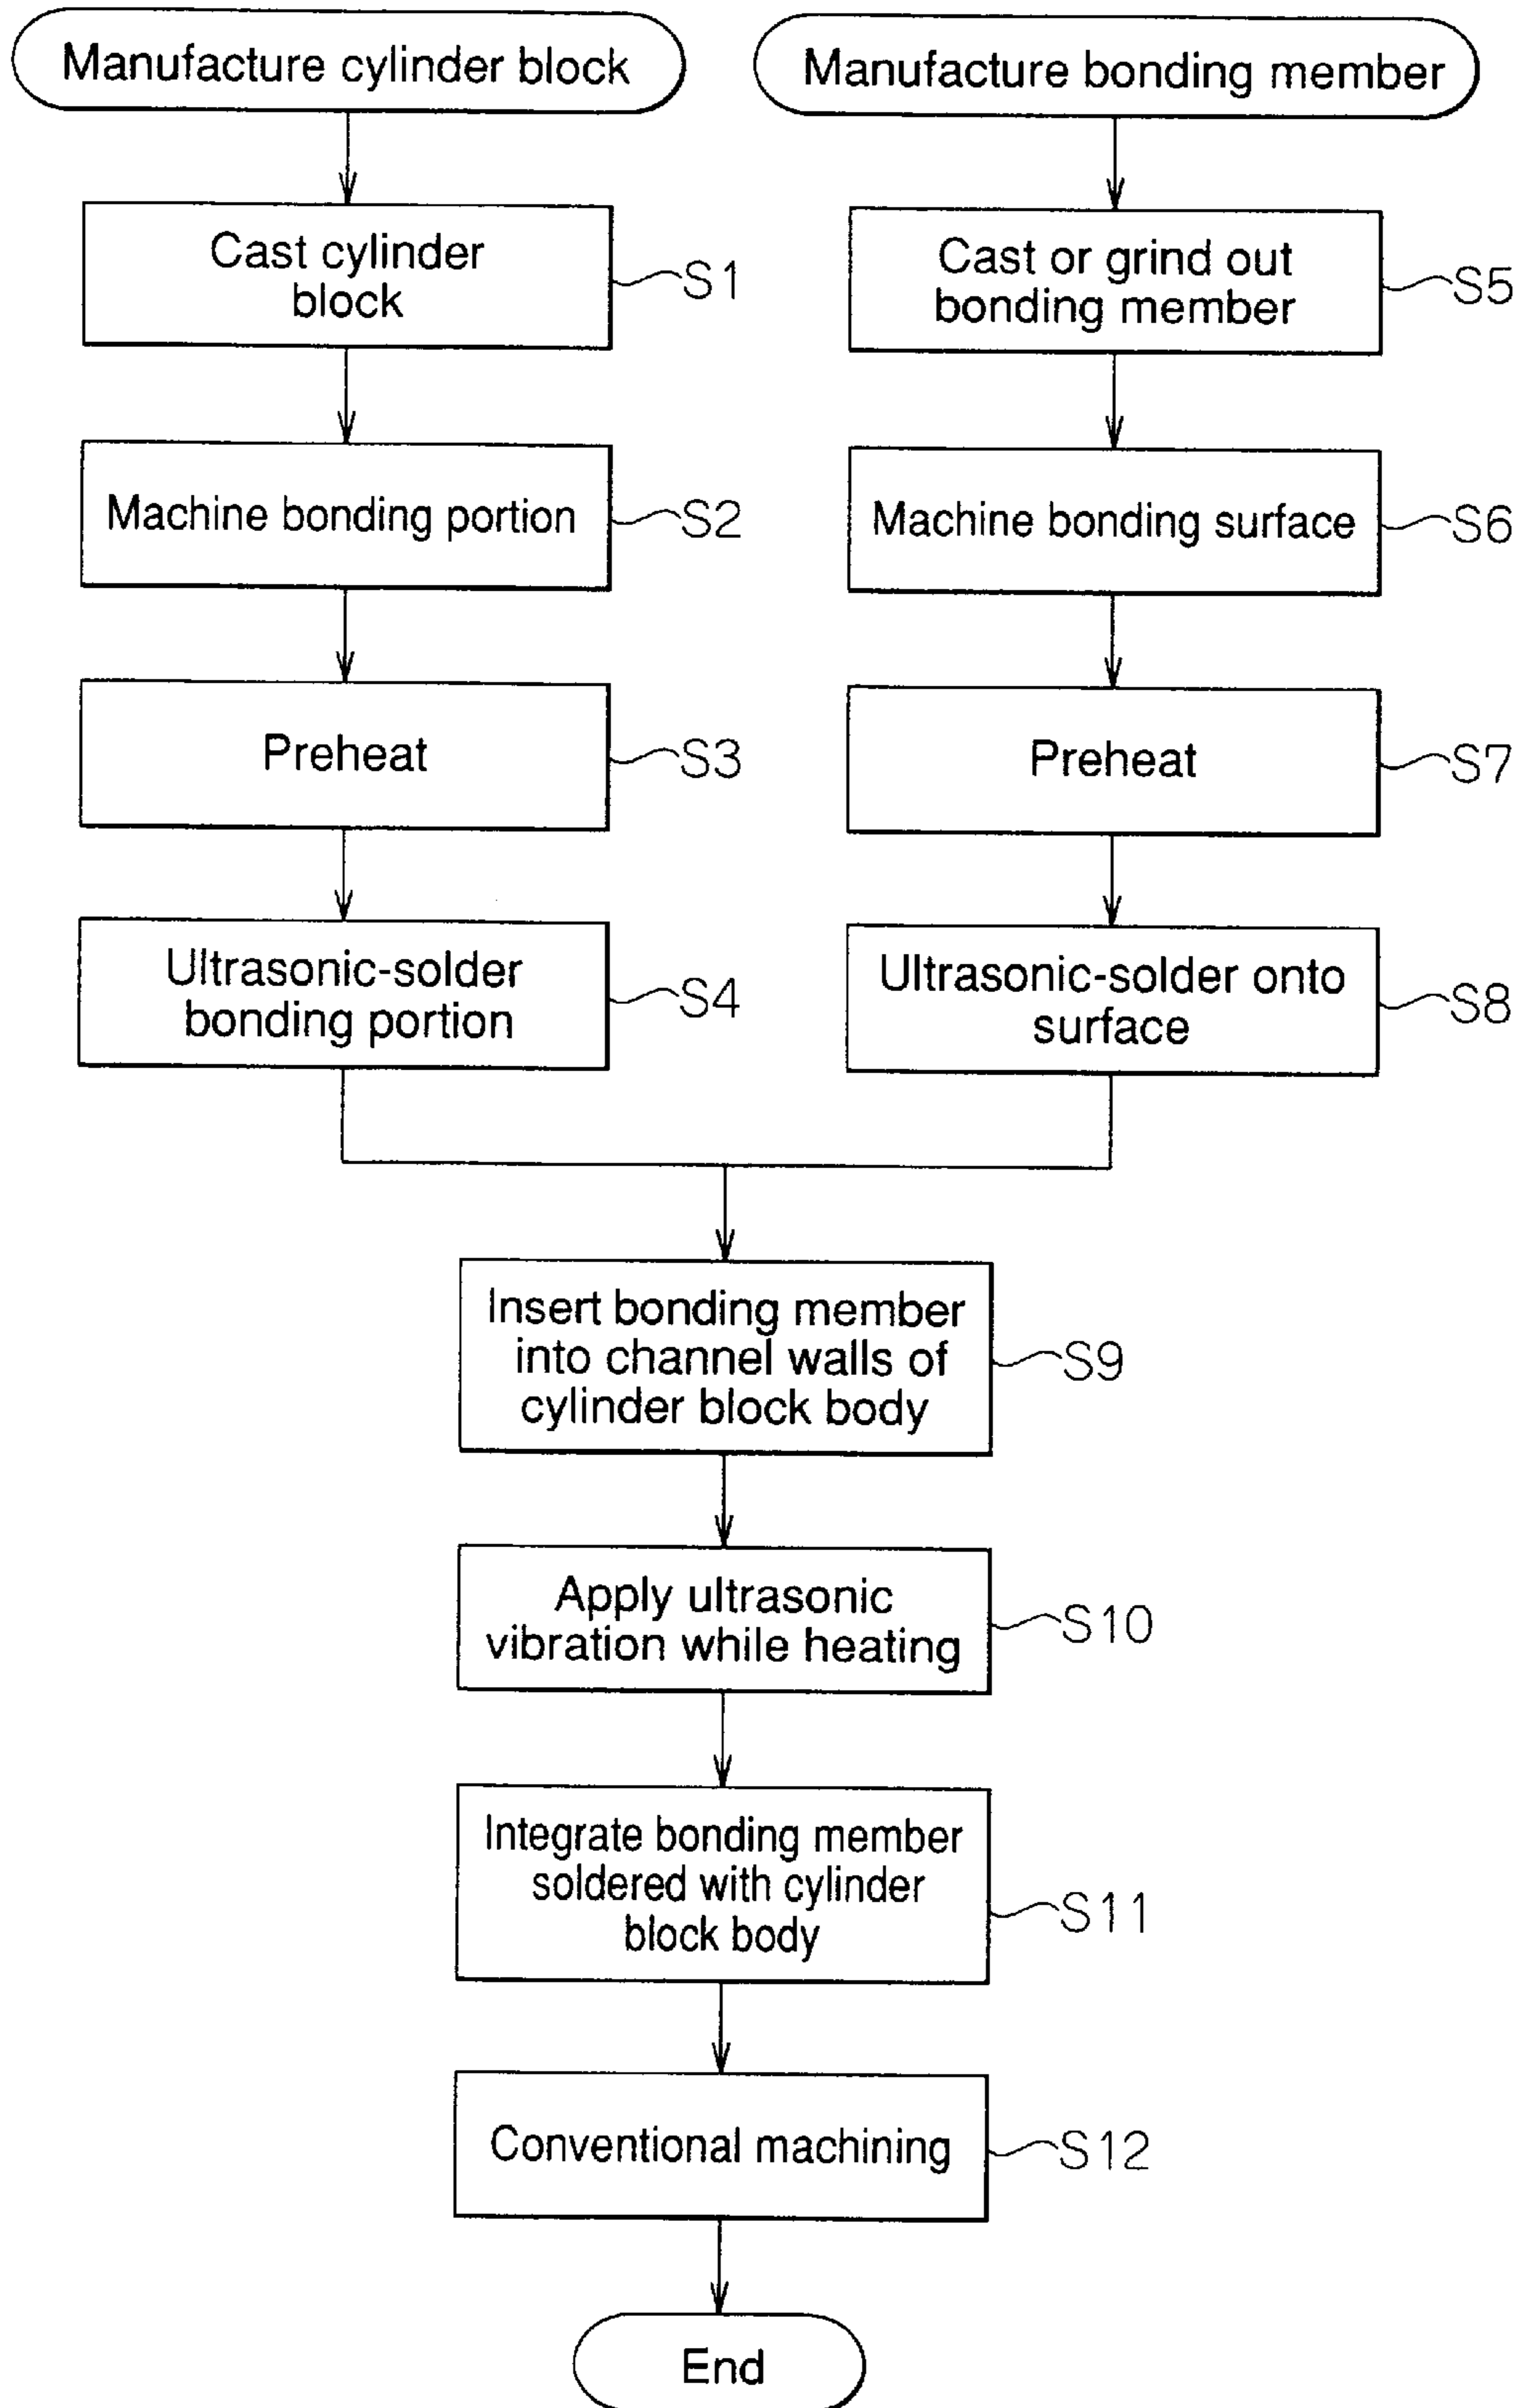 Manufacture cylinder block
Cast cylinder
block
S1
Machine bonding portion
S2
Preheat
S3
Ultrasonic-solder
bonding portion
S4
Manufacture bonding member
Cast or grind out
bonding member
S5
Machine bonding surface
S6
Preheat
S7
Ultrasonic-solder onto
surface
S8
Insert bonding member
into channel walls of
cylinder block body
S9
Apply ultrasonic
vibration while heating
S10
Integrate bonding member
soldered with cylinder
block body
S11
Conventional machining
S12
End